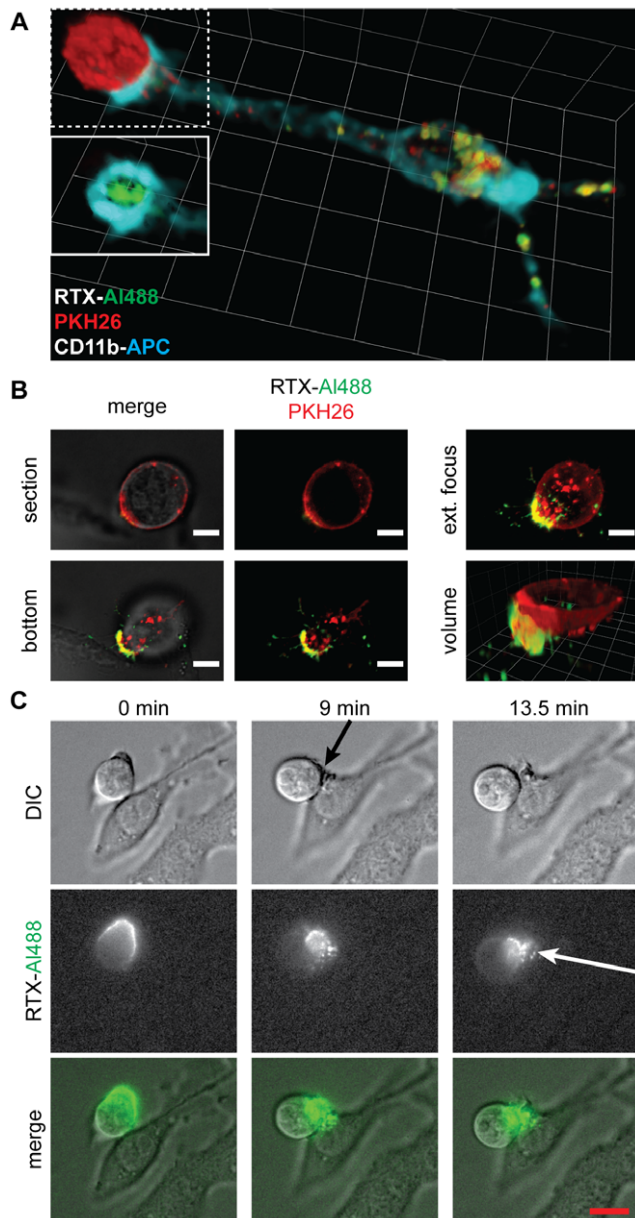 A
RTX-Al488
PKH26
CD11b-APC
B
merge
RTX-Al488
PKH26
section
ext. focus
bottom
volume
C
0 min
9 min
13.5 min
DIC
RTX-Al488
merge